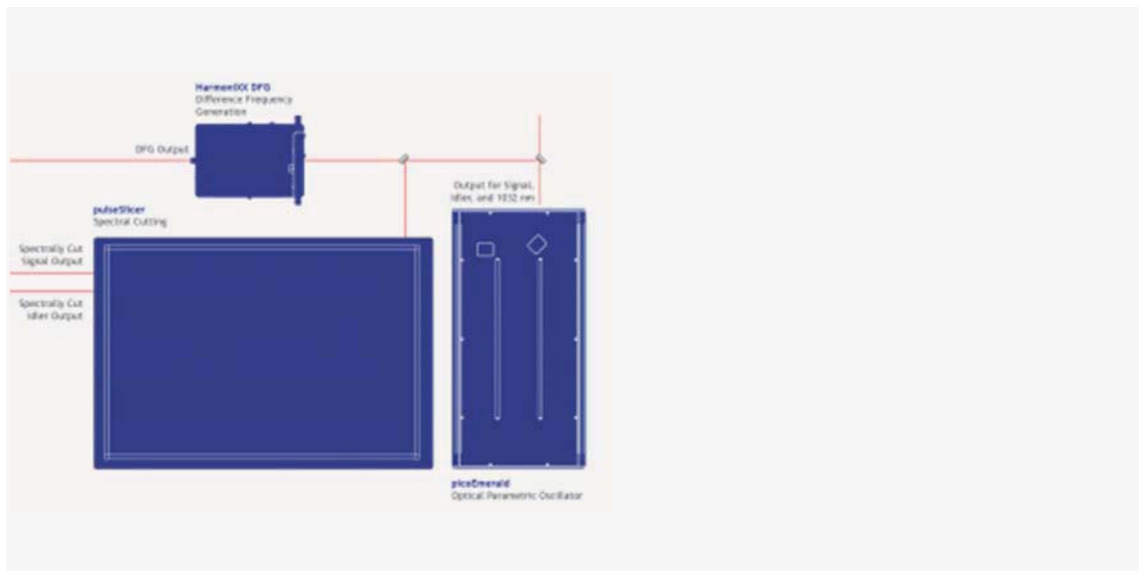 HarmoniXX DFG
Difference Frequency
Generation
DFG Output
Output for Signal,
Idler, and 1032 nm
pulseSlicer
Spectral Cutting
Spectrally Cut
Signal Output
Spectrally Cut
Idler Output
picoEmerald
Optical Parametric Oscillator